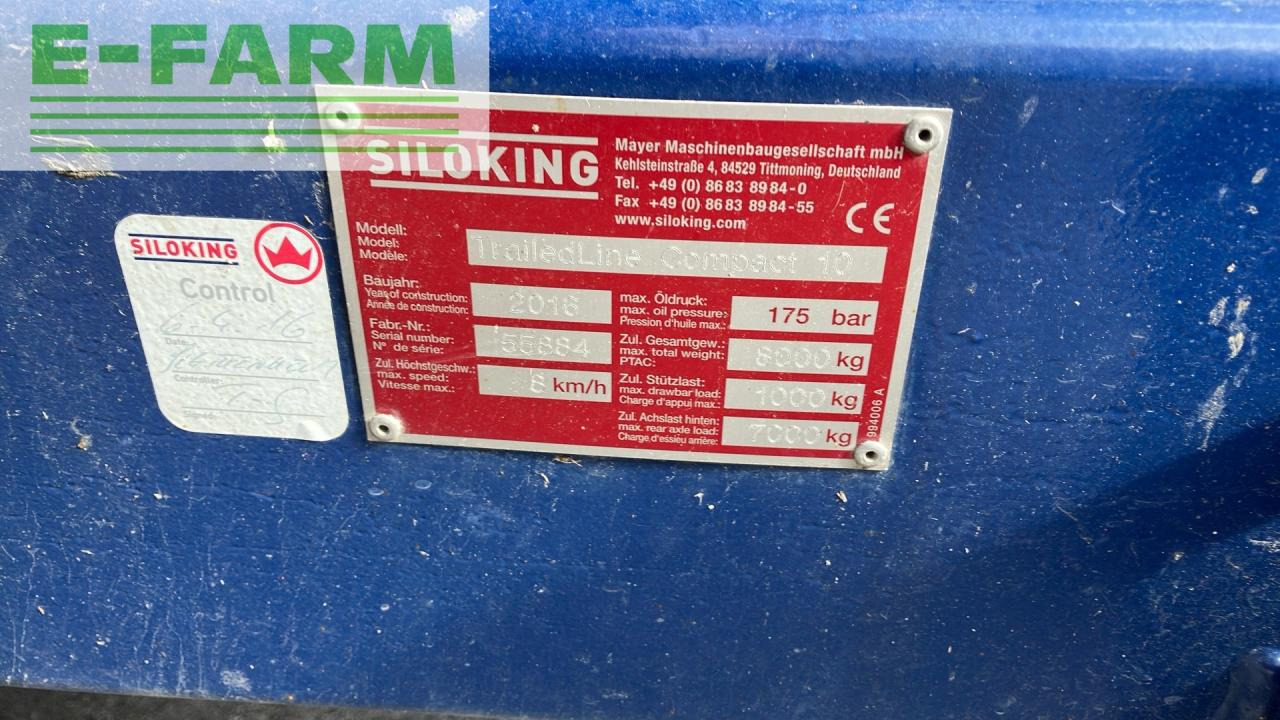 E-FARM
SILOKING
Mayer Maschinenbaugesellschaft mbH
Kehlsteinstraße 4, 84529 Tittmoning, Deutschland
Tel. +49 (0) 86 83 89 84-0
Fax +49 (0) 86 83 89 84-55
www.siloking.com
CE
Modell:
Model:
Modèle:
TrailedLine Compact 10
Baujahr:
Years of construction:
Année de construction:
2016
Fabr.-Nr.:
Serial number:
N° de série:
55884
Zul. Höchstgeschw.:
max. speed:
Vitesse max.:
8 km/h
max. Öldruck:
max. oil pressure:
Pression d'huile max.:
175 bar
Zul. Gesamtgew.:
max. total weight:
PTAC:
8000 kg
Zul. Stützlast:
max. drawbar load:
Charge d'appui max.:
1000 kg
Zul. Achslast hinten:
max. rear axle load:
Charge d'essieu arrière:
7000 kg
994006 A
SILOKING
Control
Date
Controller